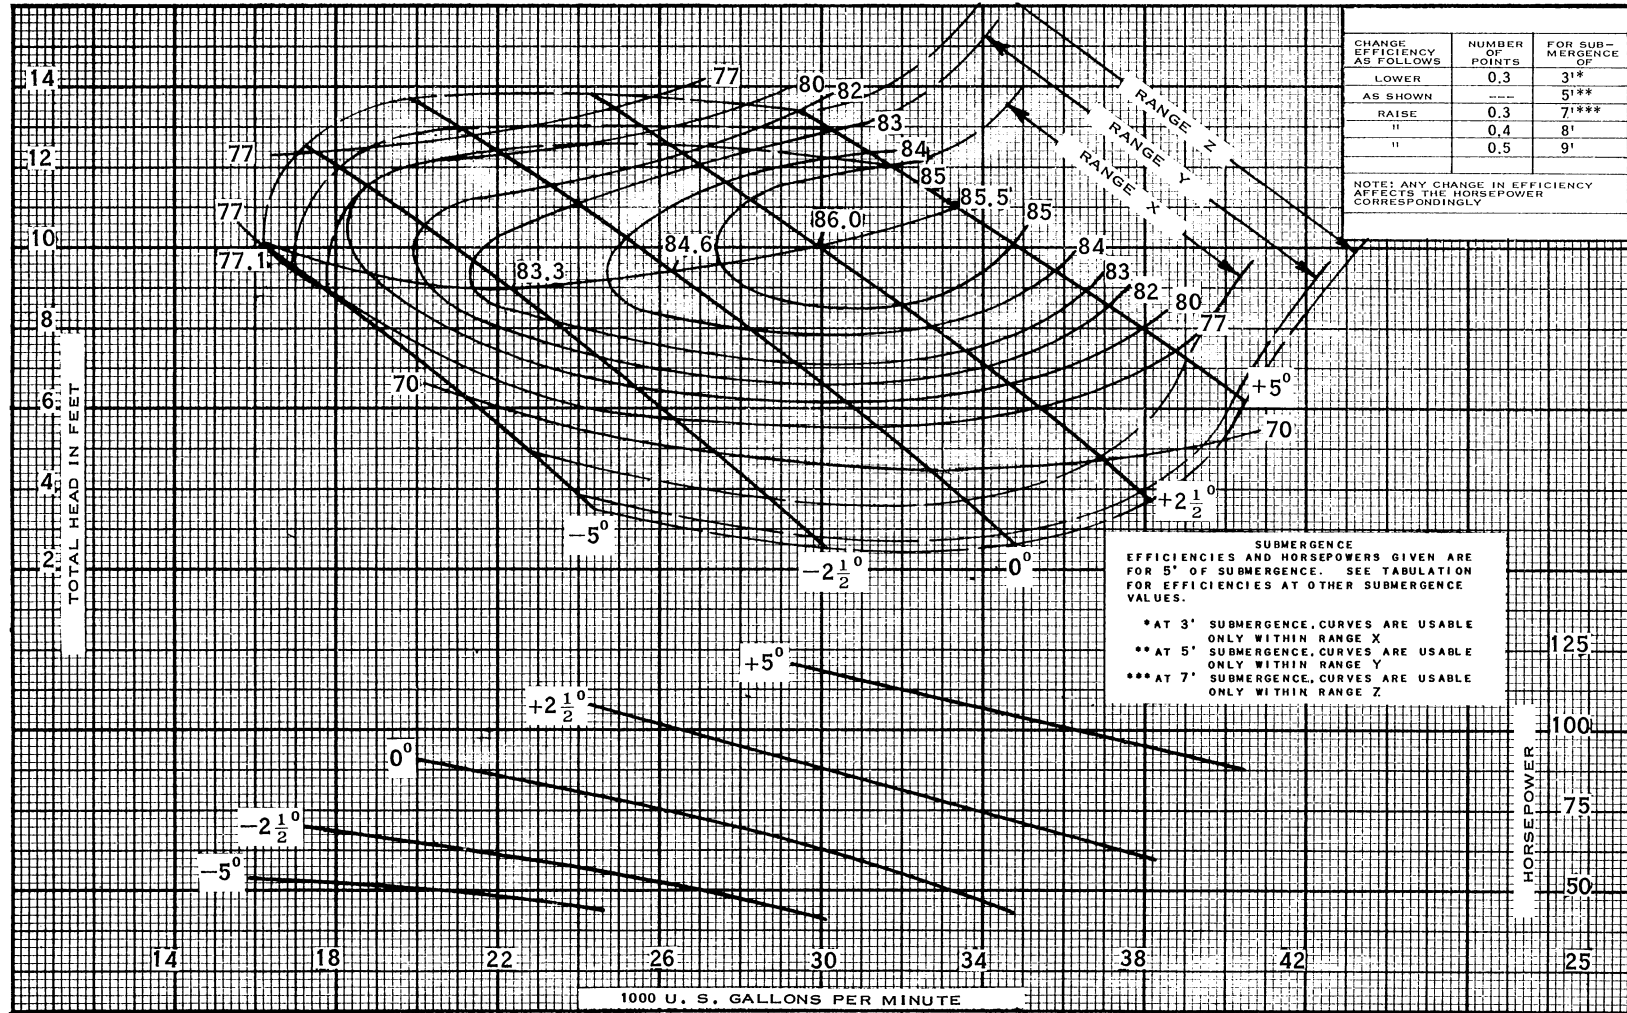 CHANGE EFFICIENCY AS FOLLOWS NUMBER OF POINTS FOR SUB-MERGENCE OF
LOWER 0.3 3'*
AS SHOWN --- 5'**
RAISE 0.3 7'***
" 0.4 8'
" 0.5 9'
NOTE: ANY CHANGE IN EFFICIENCY
AFFECTS THE HORSEPOWER
CORRESPONDINGLY
RANGE Z
RANGE Y
RANGE X
14
12
10
8
6
4
2
TOTAL HEAD IN FEET
77
80
82
83
84
85
85.5
77
77
77.1
83.3
84.6
86.0
85
84
83
82
80
77
70
70
+5°
+2 1/2°
0°
-2 1/2°
-5°
SUBMERGENCE
EFFICIENCIES AND HORSEPOWERS GIVEN ARE
FOR 5' OF SUBMERGENCE. SEE TABULATION
FOR EFFICIENCIES AT OTHER SUBMERGENCE
VALUES.
*AT 3' SUBMERGENCE, CURVES ARE USABLE
ONLY WITHIN RANGE X
**AT 5' SUBMERGENCE, CURVES ARE USABLE
ONLY WITHIN RANGE Y
***AT 7' SUBMERGENCE, CURVES ARE USABLE
ONLY WITHIN RANGE Z
+5°
+2 1/2°
0°
-2 1/2°
-5°
125
100
75
50
25
HORSEPOWER
14 18 22 26 30 34 38 42
1000 U. S. GALLONS PER MINUTE